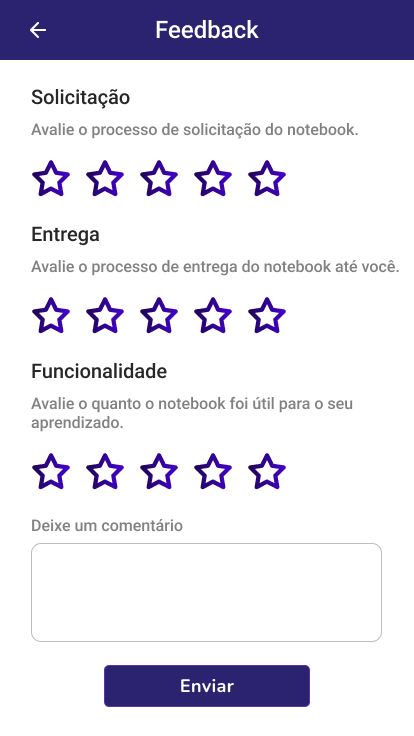 Feedback
Solicitação
Avalie o processo de solicitação do notebook.
Entrega
Avalie o processo de entrega do notebook até você.
Funcionalidade
Avalie o quanto o notebook foi útil para o seu
aprendizado.
Deixe um comentário
Enviar